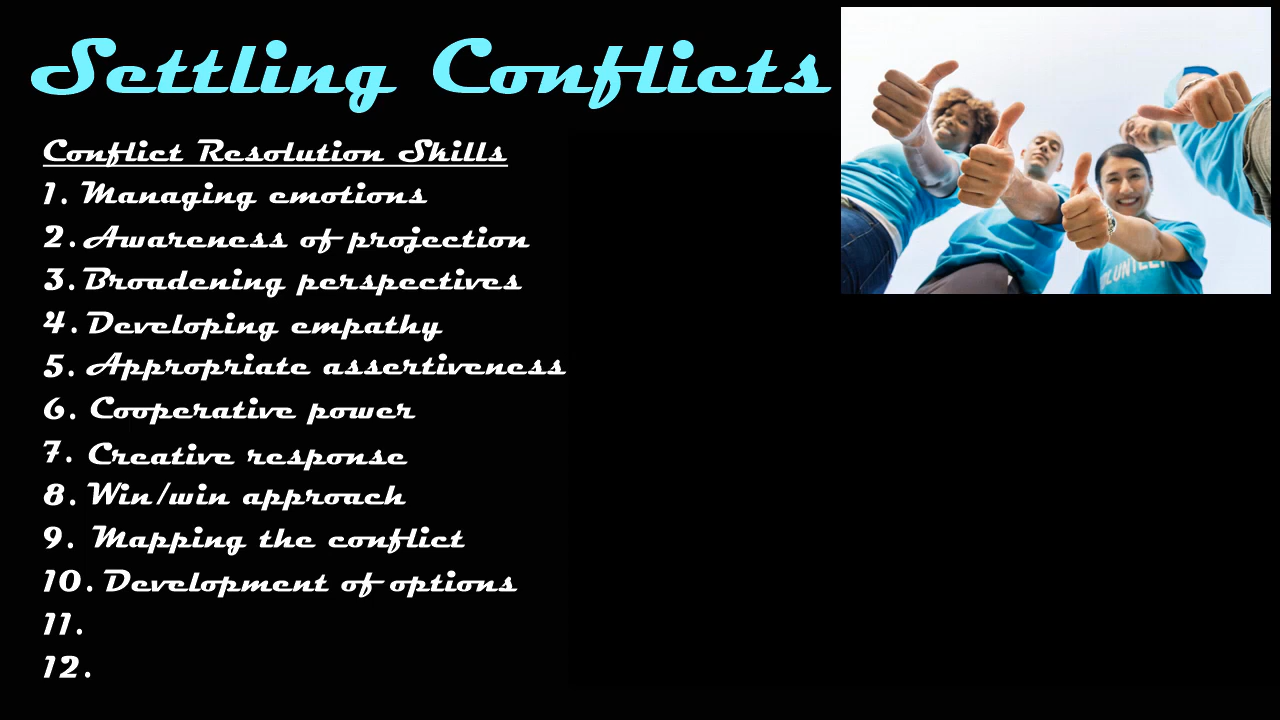 Settling Conflicts
Conflict Resolution Skills
1. Managing emotions
2. Awareness of projection
3. Broadening perspectives
4. Developing empathy
5. Appropriate assertiveness
6. Cooperative power
7. Creative response
8. Win/win approach
9. Mapping the conflict
10. Development of options
11.
12.
VOLUNTEER